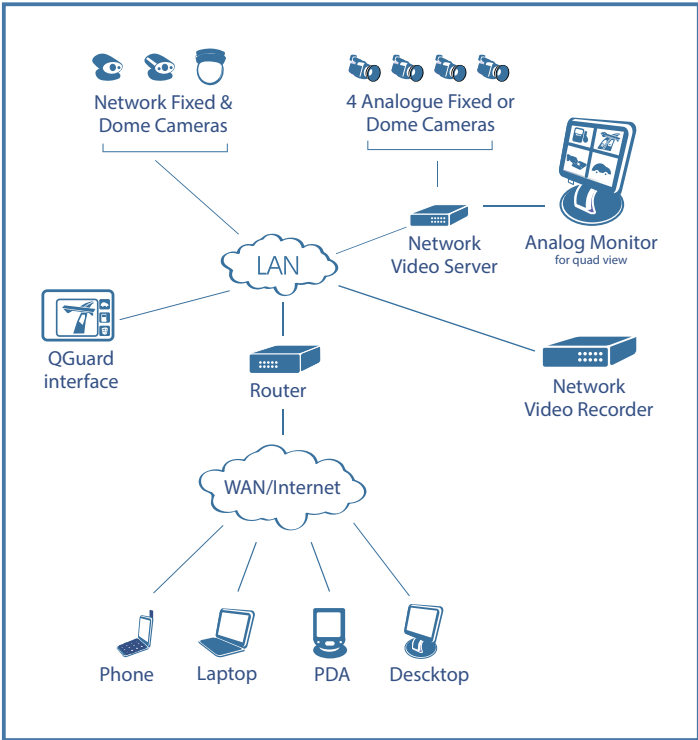 Network Fixed &
Dome Cameras
4 Analogue Fixed or
Dome Cameras
Network
Video Server
Analog Monitor
for quad view
LAN
QGuard
interface
Router
Network
Video Recorder
WAN/Internet
Phone
Laptop
PDA
Descktop